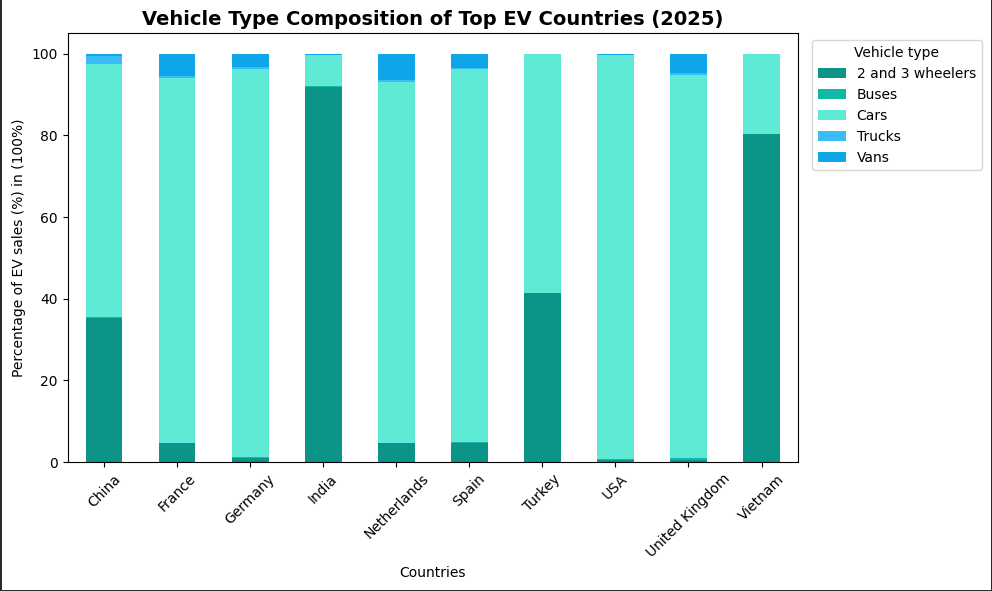 Vehicle Type Composition of Top EV Countries (2025)
Percentage of EV sales (%) in (100%)
100
80
60
40
20
0
China
France
Germany
India
Netherlands
Spain
Turkey
USA
United Kingdom
Vietnam
Countries
Vehicle type
2 and 3 wheelers
Buses
Cars
Trucks
Vans